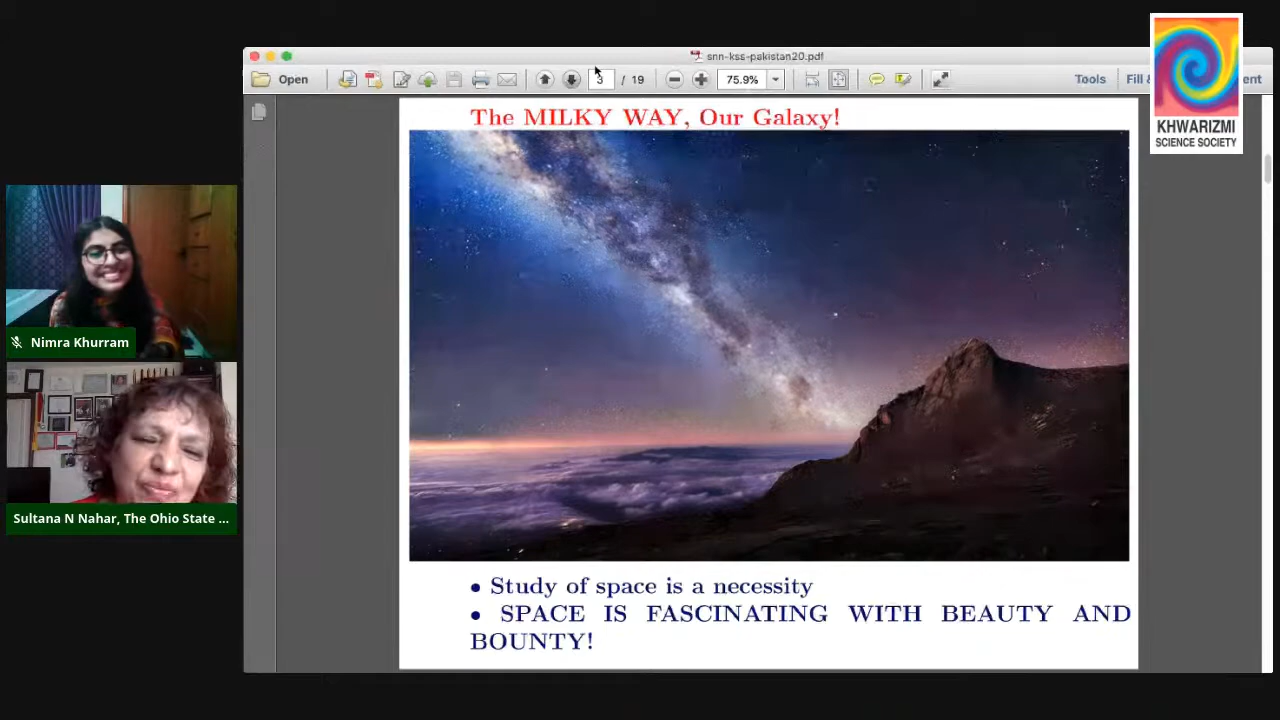 snn-kss-pakistan20.pdf
Open
3 / 19
75.9%
Tools
Fill &
ent
KHWARIZMI
SCIENCE SOCIETY
The MILKY WAY, Our Galaxy!
Nimra Khurram
Sultana N Nahar, The Ohio State ...
• Study of space is a necessity
• SPACE IS FASCINATING WITH BEAUTY AND
BOUNTY!